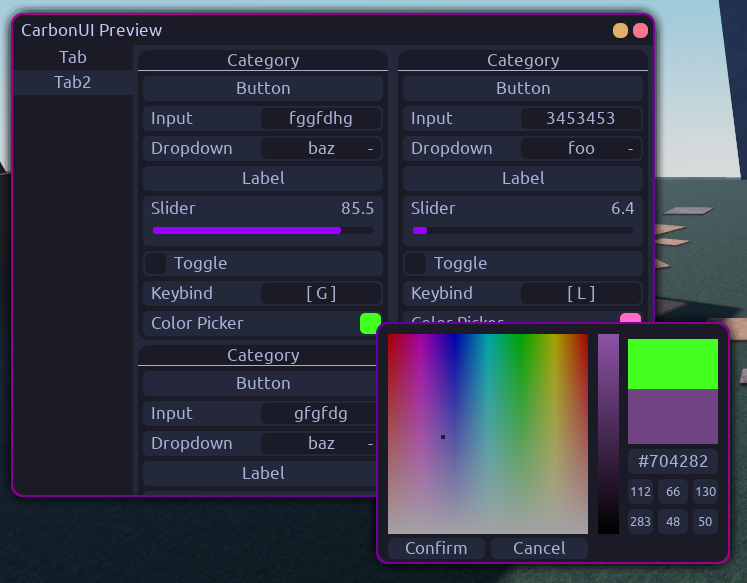 CarbonUI Preview
Tab
Tab2
Category
Button
Input fggfdhg
Dropdown baz -
Label
Slider 85.5
Toggle
Keybind [ G ]
Color Picker
Category
Button
Input gfgfdg
Dropdown baz -
Label
Category
Button
Input 3453453
Dropdown foo -
Label
Slider 6.4
Toggle
Keybind [ L ]
Color Picker
#704282
112 66 130
283 48 50
Confirm Cancel